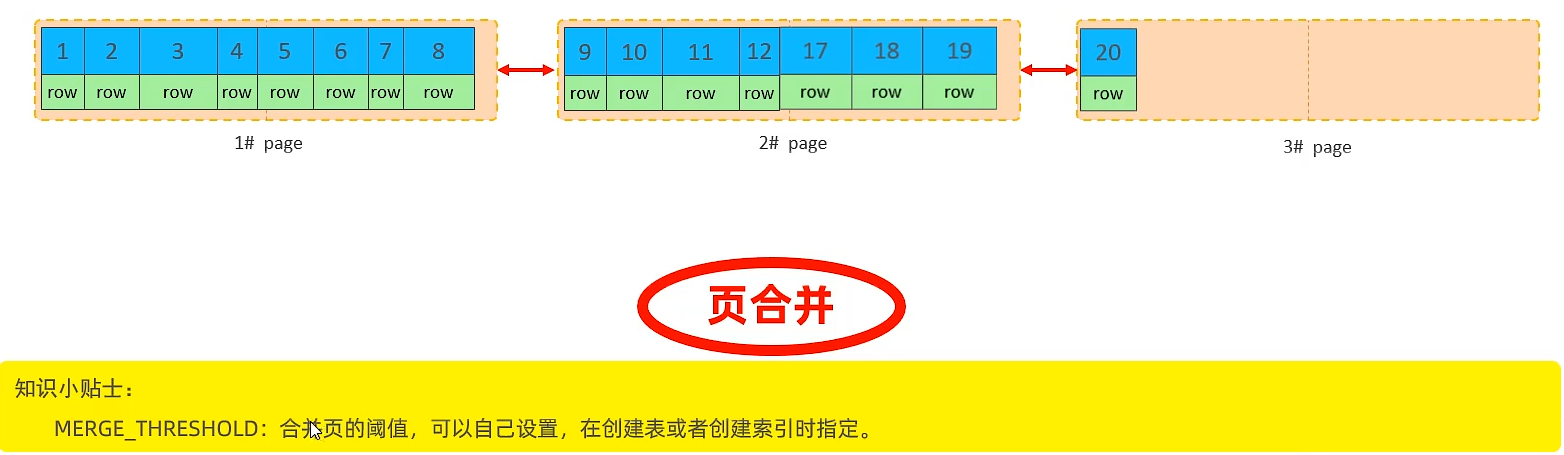 1 2 3 4 5 6 7 8 9 10 11 12 17 18 19 20
row row row row row row row row row row row row row row row row
1# page 2# page 3# page
页合并
知识小贴士：
MERGE_THRESHOLD：合并页的阈值，可以自己设置，在创建表或者创建索引时指定。